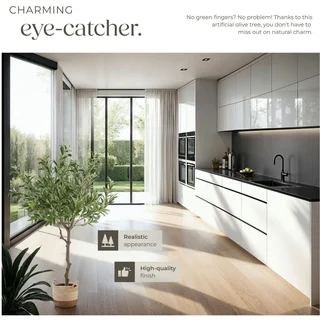 CHARMING
eye-catcher.
No green fingers? No problem! Thanks to this
artificial olive tree, you don't have to
miss out on natural charm.
Realistic
appearance
High-quality
finish